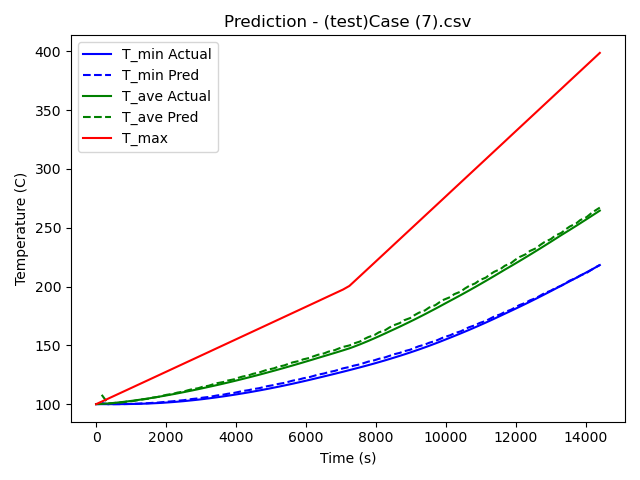 Prediction - (test)Case (7).csv
T_min Actual
T_min Pred
T_ave Actual
T_ave Pred
T_max
Temperature (C)
400
350
300
250
200
150
100
0 2000 4000 6000 8000 10000 12000 14000
Time (s)